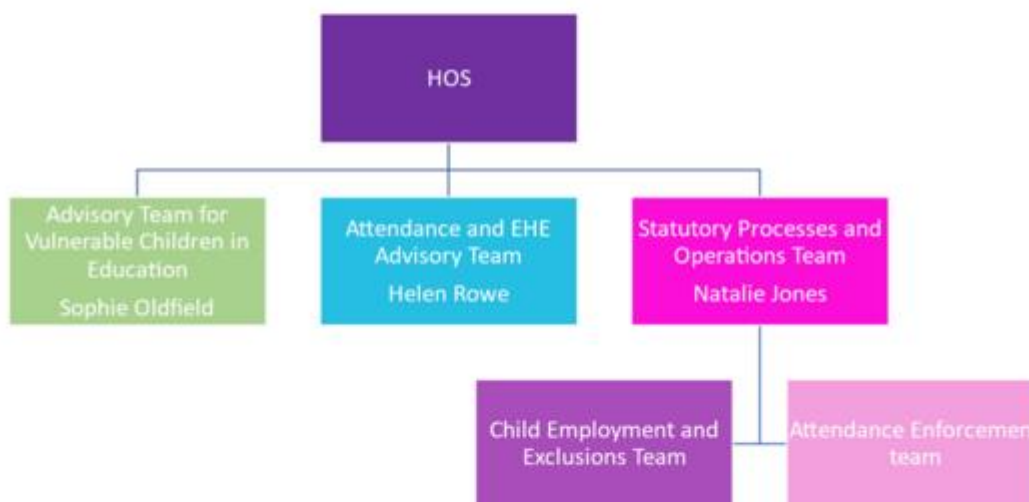 HOS
Advisory Team for
Vulnerable Children in
Education
Sophie Oldfield
Attendance and EHE
Advisory Team
Helen Rowe
Statutory Processes and
Operations Team
Natalie Jones
Child Employment and
Exclusions Team
Attendance Enforcement
team